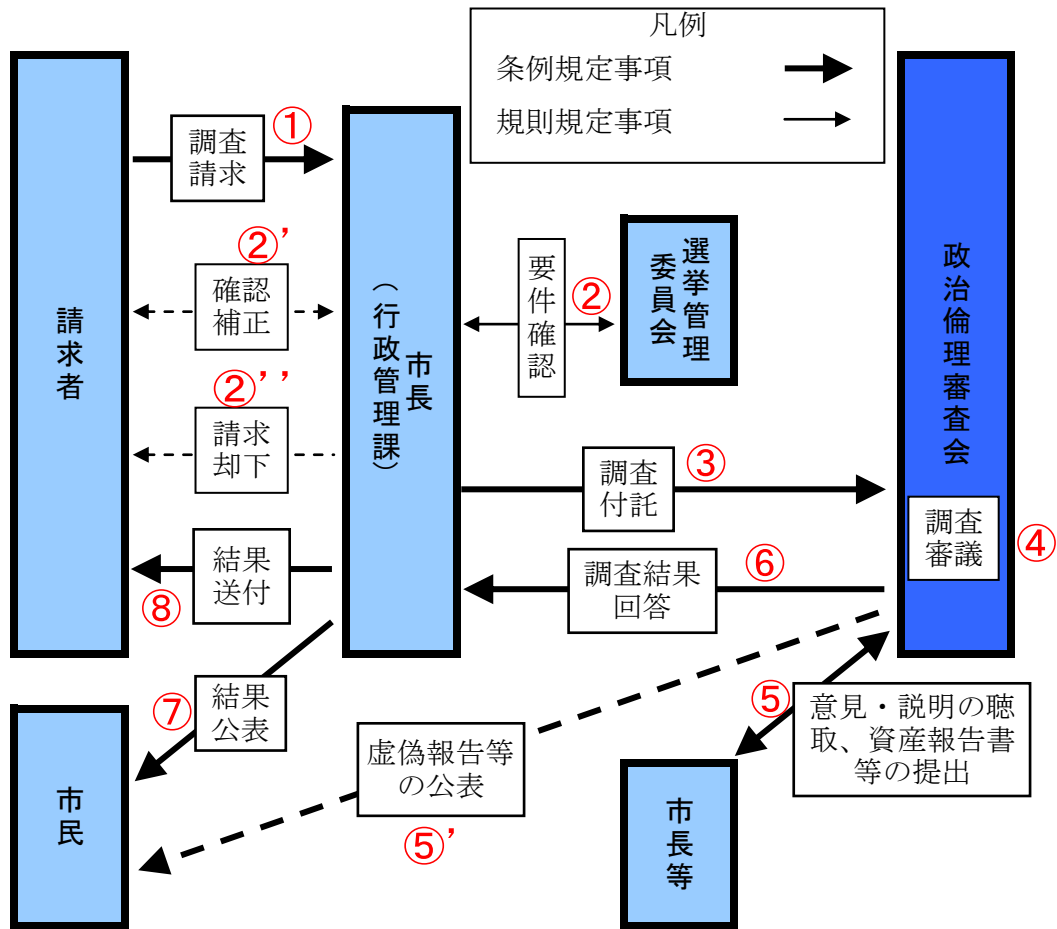 凡例
条例規定事項
規則規定事項
請求者
①
調査
請求
②’
確認
補正
②’’
請求
却下
結果
送付
⑧
市長
（行政管理課）
要件確認
②
選挙管理
委員会
調査
付託
③
政治倫理審査会
調査
審議
④
調査結果
回答
⑥
⑦
結果
公表
市民
虚偽報告等
の公表
⑤’
⑤
意見・説明の聴
取、資産報告書
等の提出
市長等